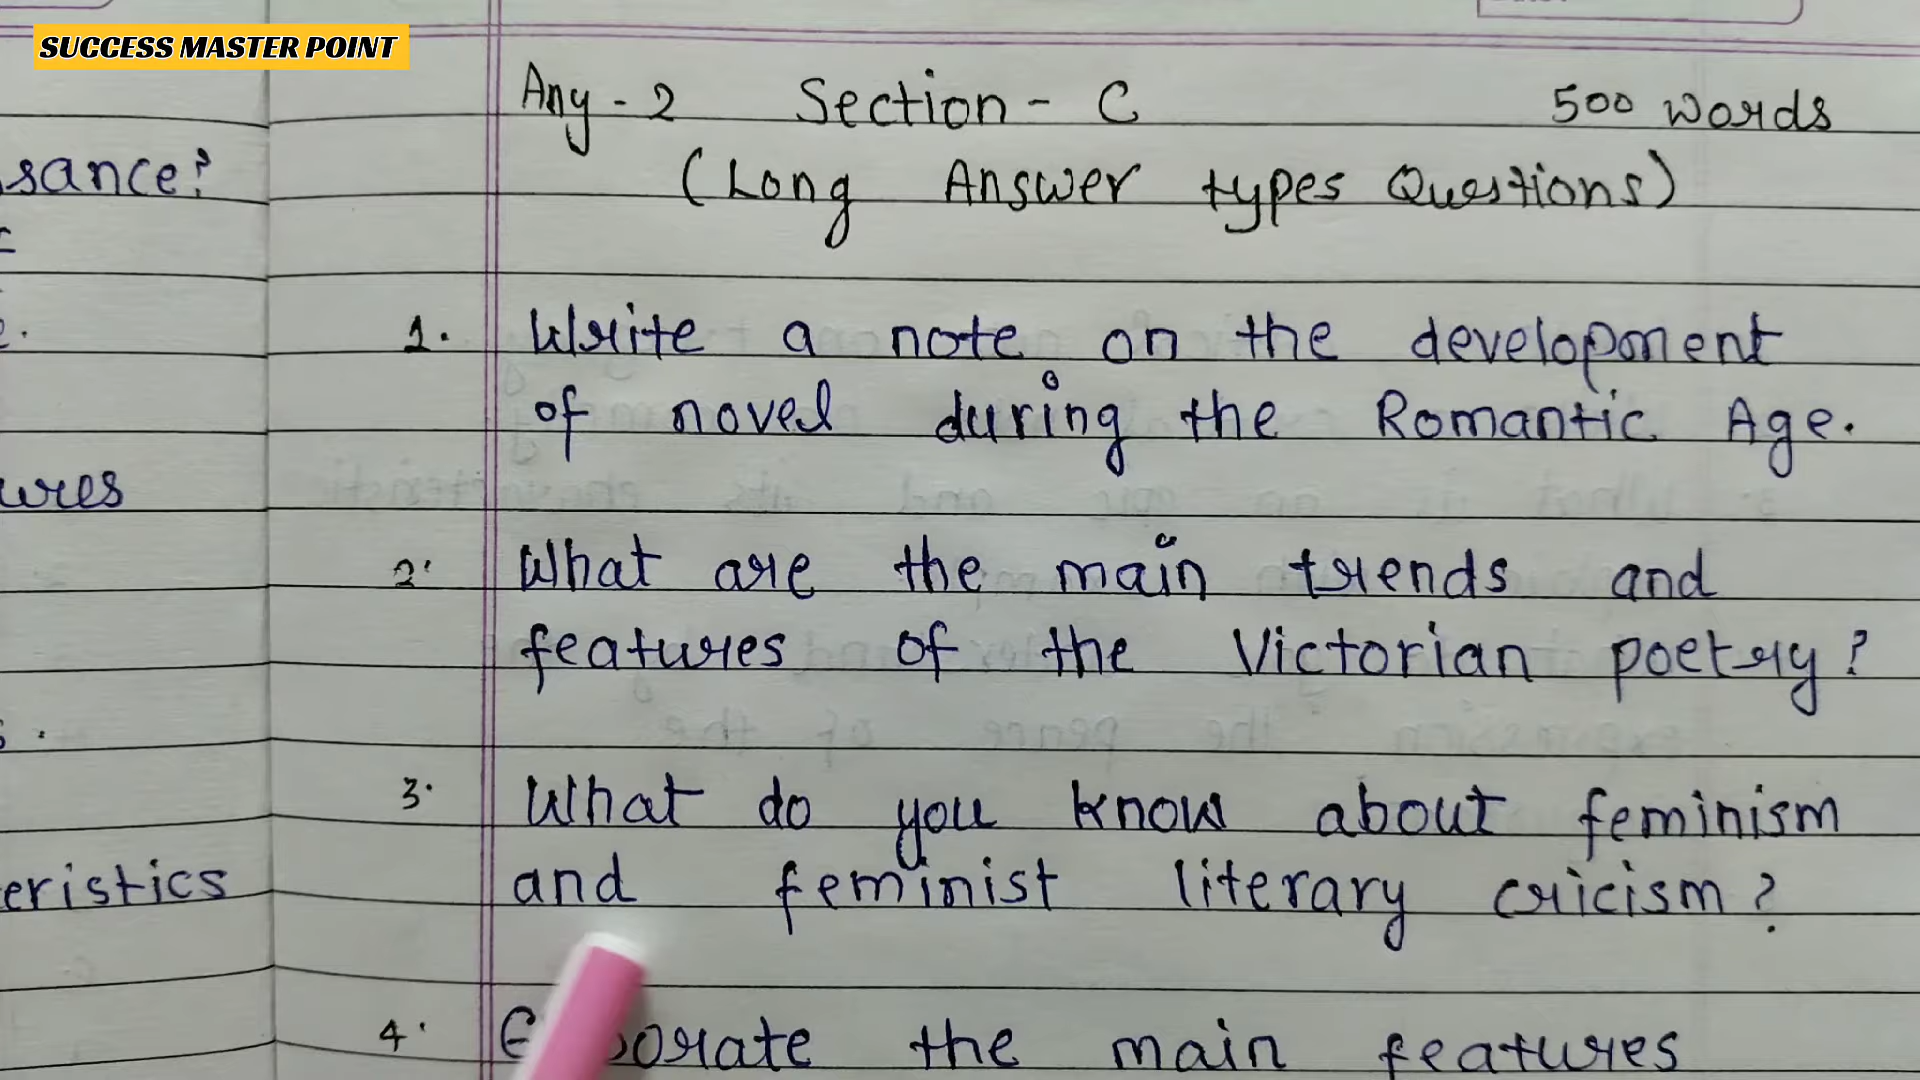 SUCCESS MASTER POINT
Any - 2 Section - C 500 words
(Long Answer types Questions)
sance?
1. Write a note on the development
of novel during the Romantic Age.
ures
2. What are the main trends and
features of the Victorian poetry?
3. What do you know about feminism
and feminist literary cricism?
eristics
4. the main features